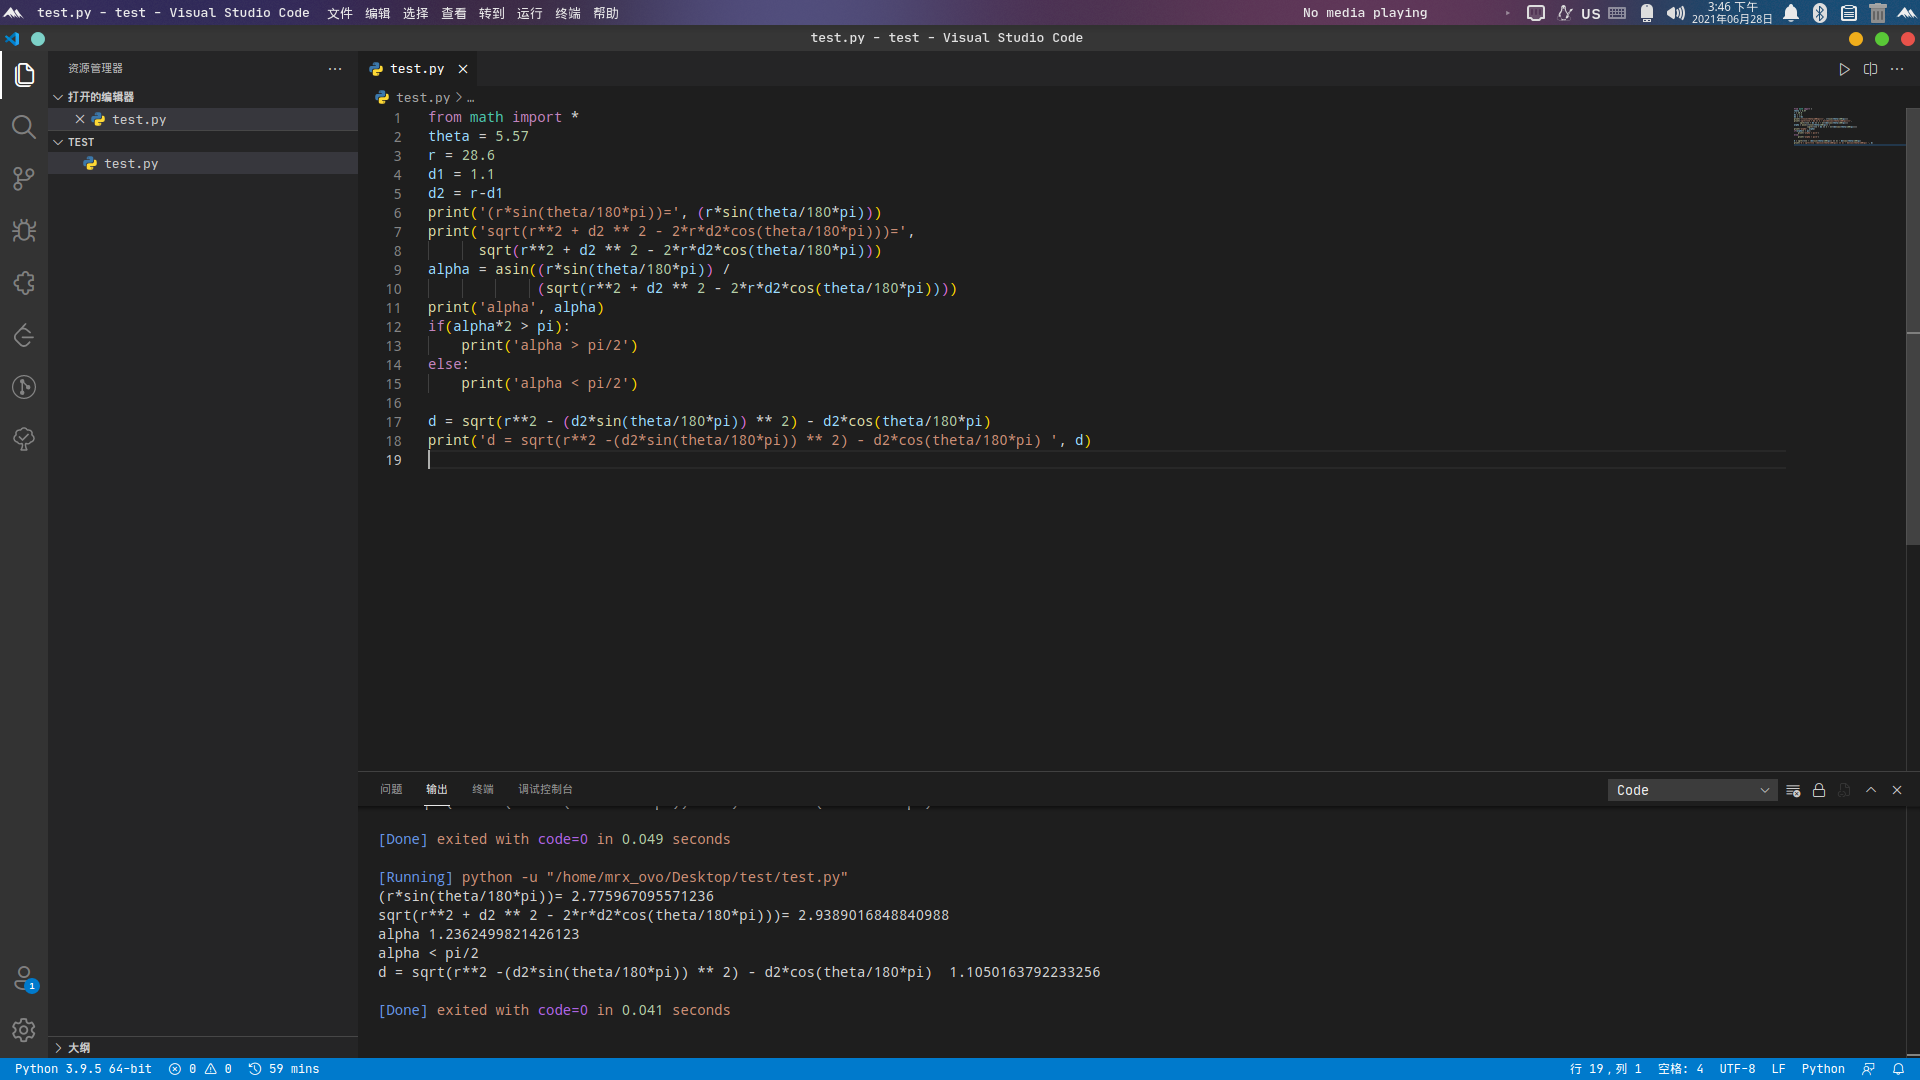 test.py - test - Visual Studio Code 文件 编辑 选择 查看 转到 运行 终端 帮助 No media playing US 3:46 下午
2021年06月28日
test.py - test - Visual Studio Code
资源管理器 ···
打开的编辑器
test.py
TEST
test.py
大纲
test.py
test.py > …
1 from math import *
2 theta = 5.57
3 r = 28.6
4 d1 = 1.1
5 d2 = r-d1
6 print('(r*sin(theta/180*pi))=', (r*sin(theta/180*pi)))
7 print('sqrt(r**2 + d2 ** 2 - 2*r*d2*cos(theta/180*pi)))=',
8 sqrt(r**2 + d2 ** 2 - 2*r*d2*cos(theta/180*pi)))
9 alpha = asin((r*sin(theta/180*pi)) /
10 (sqrt(r**2 + d2 ** 2 - 2*r*d2*cos(theta/180*pi))))
11 print('alpha', alpha)
12 if(alpha*2 > pi):
13 print('alpha > pi/2')
14 else:
15 print('alpha < pi/2')
16
17 d = sqrt(r**2 - (d2*sin(theta/180*pi)) ** 2) - d2*cos(theta/180*pi)
18 print('d = sqrt(r**2 -(d2*sin(theta/180*pi)) ** 2) - d2*cos(theta/180*pi) ', d)
19
问题 输出 终端 调试控制台 Code
[Done] exited with code=0 in 0.049 seconds
[Running] python -u "/home/mrx_ovo/Desktop/test/test.py"
(r*sin(theta/180*pi))= 2.775967095571236
sqrt(r**2 + d2 ** 2 - 2*r*d2*cos(theta/180*pi)))= 2.9389016848840988
alpha 1.2362499821426123
alpha < pi/2
d = sqrt(r**2 -(d2*sin(theta/180*pi)) ** 2) - d2*cos(theta/180*pi)  1.1050163792233256
[Done] exited with code=0 in 0.041 seconds
1
Python 3.9.5 64-bit 0 0 59 mins 行 19，列 1 空格: 4 UTF-8 LF Python